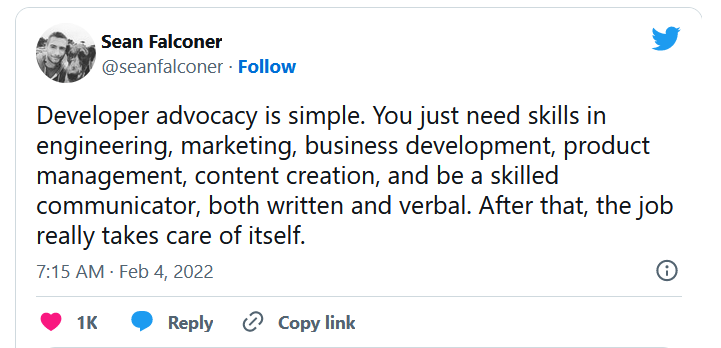 Sean Falconer
@seanfalconer · Follow
Developer advocacy is simple. You just need skills in
engineering, marketing, business development, product
management, content creation, and be a skilled
communicator, both written and verbal. After that, the job
really takes care of itself.
7:15 AM · Feb 4, 2022
1K Reply Copy link